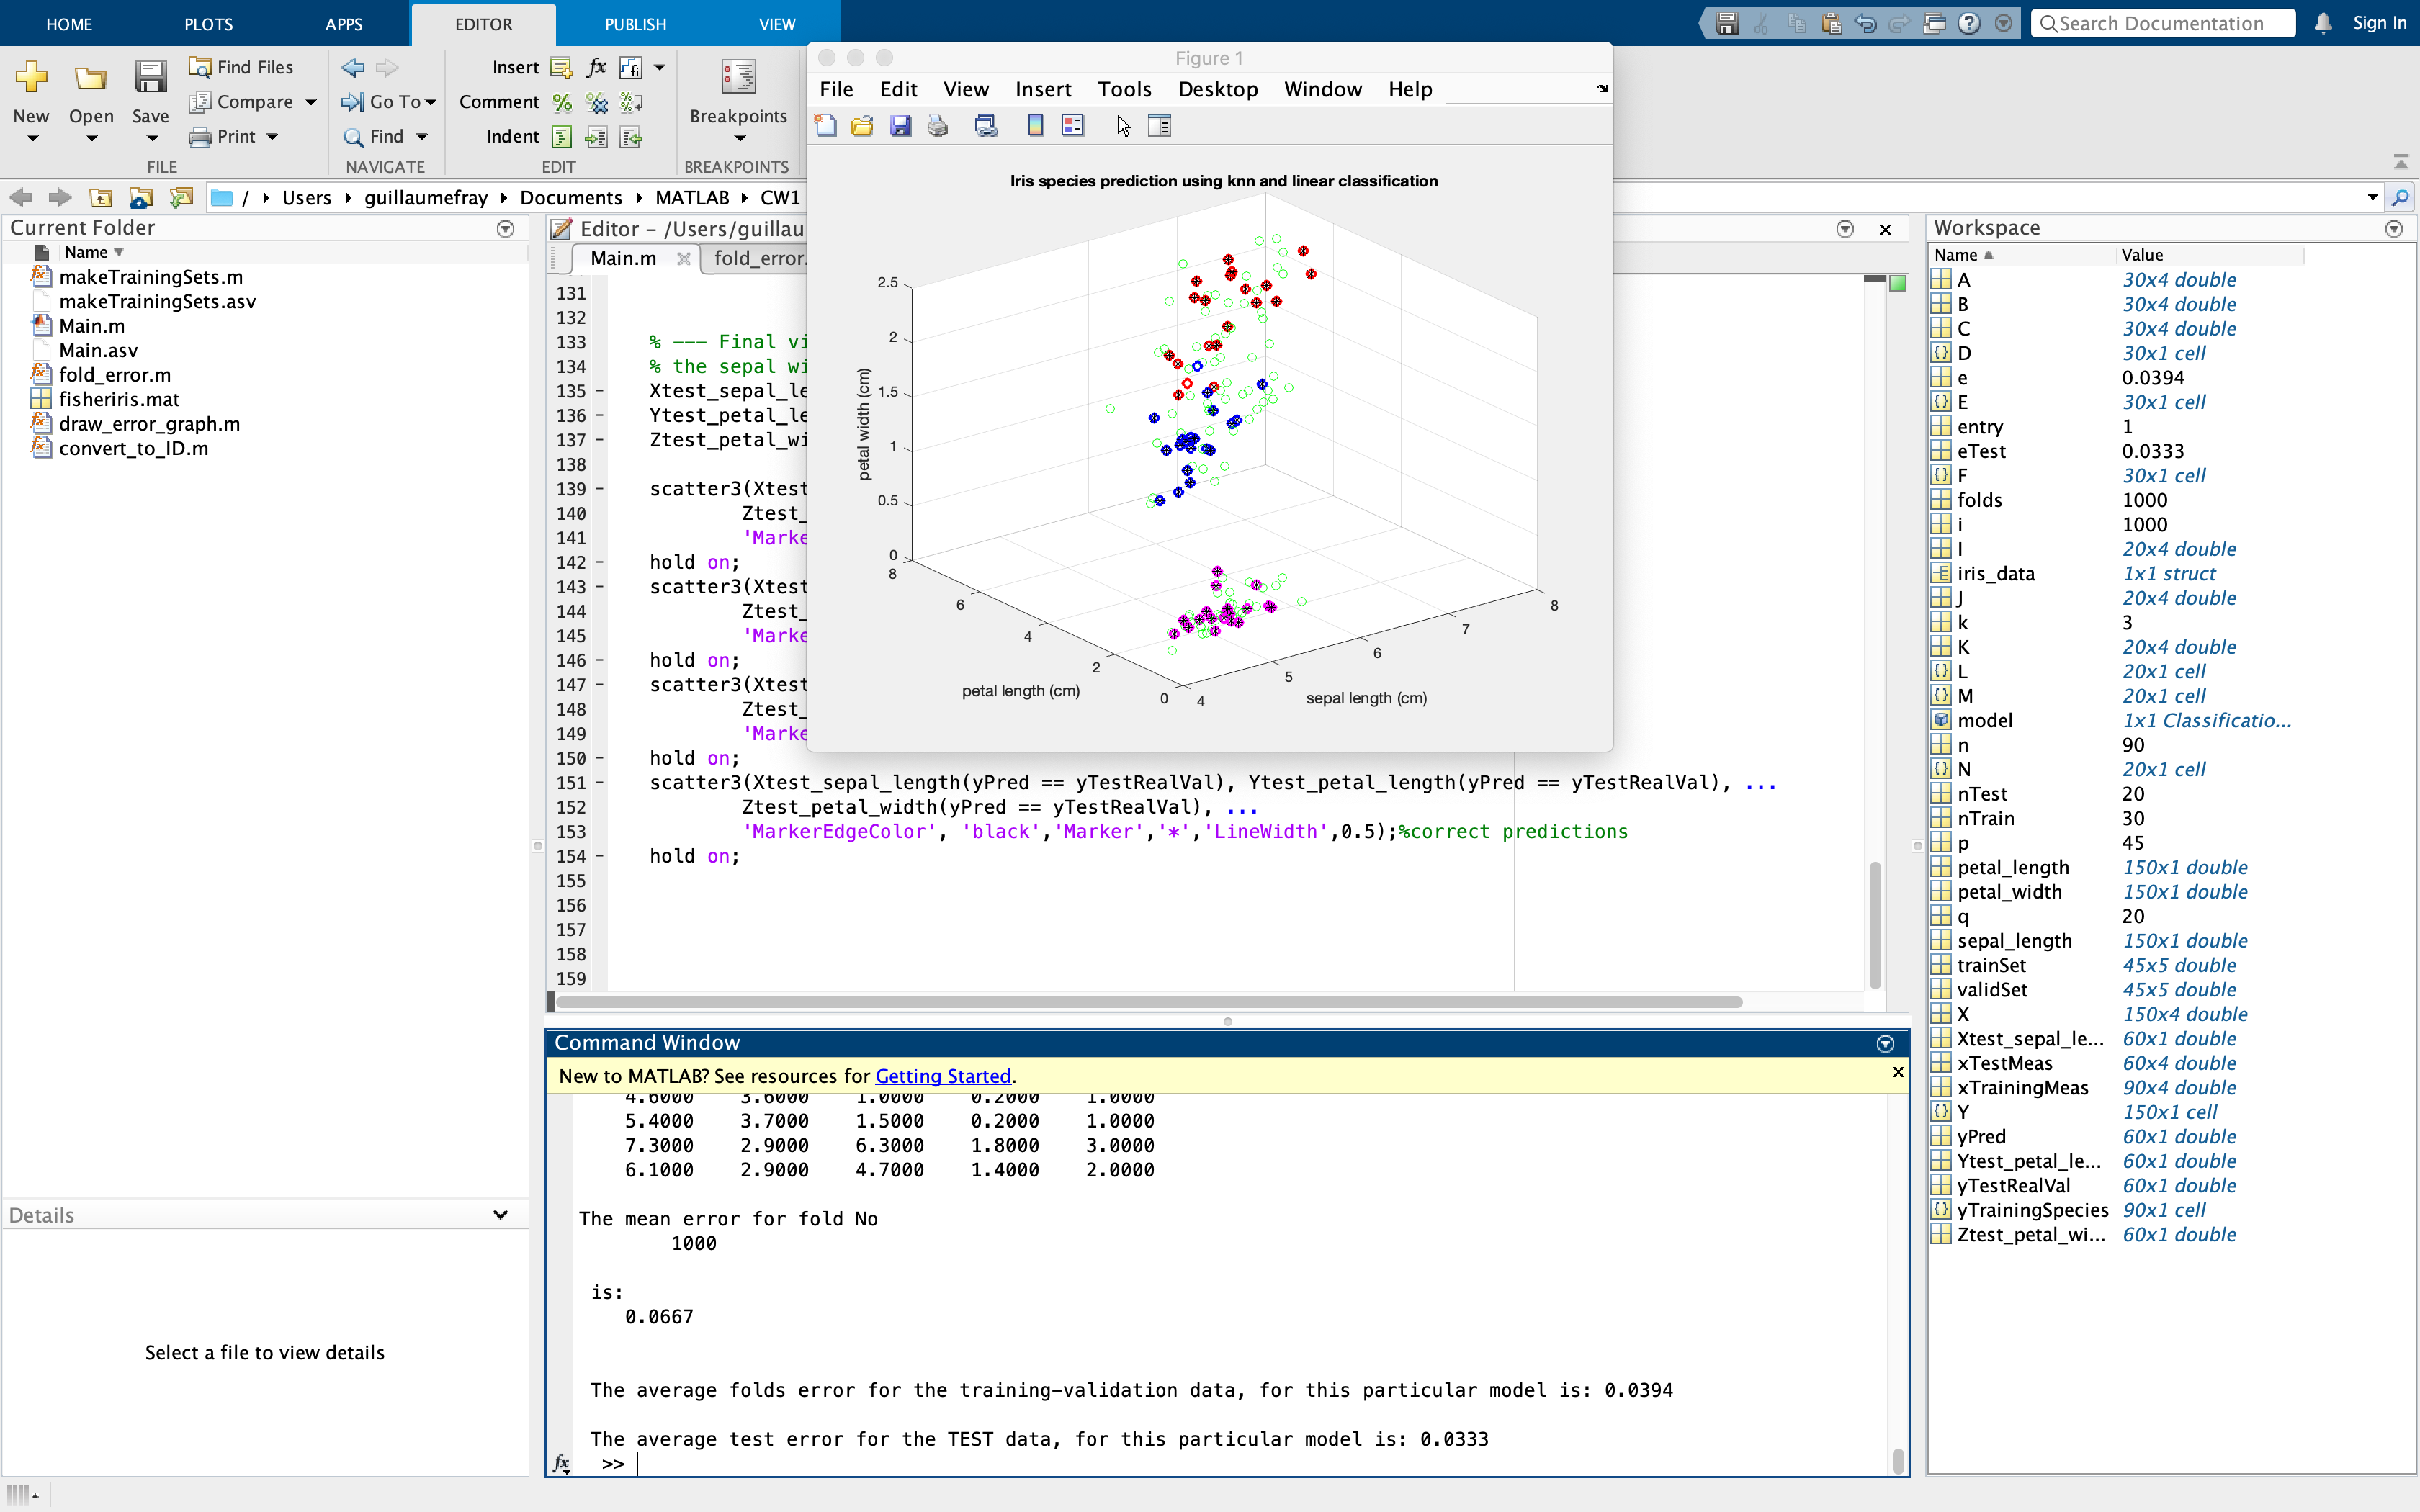 HOME PLOTS APPS EDITOR PUBLISH VIEW Search Documentation Sign In
New
Open
Save
Find Files
Compare
Print
FILE
Go To
Find
NAVIGATE
Insert fx fi
Comment
Indent
EDIT
Breakpoints
BREAKPOINTS
/ Users guillaumefray Documents MATLAB CW1
Current Folder
Name
makeTrainingSets.m
makeTrainingSets.asv
Main.m
Main.asv
fold_error.m
fisheriris.mat
draw_error_graph.m
convert_to_ID.m
Details
Select a file to view details
Figure 1
File Edit View Insert Tools Desktop Window Help
Iris species prediction using knn and linear classification
2.5
2
1.5
1
0.5
0
petal width (cm)
8
6
4
2
0
petal length (cm)
4
5
6
7
8
sepal length (cm)
Editor – /Users/guillau
Main.m fold_error.
131
132
133 % --- Final vi
134 % the sepal wi
135 – Xtest_sepal_le
136 – Ytest_petal_le
137 – Ztest_petal_wi
138
139 – scatter3(Xtest
140 Ztest_
141 'Marke
142 – hold on;
143 – scatter3(Xtest
144 Ztest_
145 'Marke
146 – hold on;
147 – scatter3(Xtest
148 Ztest_
149 'Marke
150 – hold on;
151 – scatter3(Xtest_sepal_length(yPred == yTestRealVal), Ytest_petal_length(yPred == yTestRealVal), ...
152 Ztest_petal_width(yPred == yTestRealVal), ...
153 'MarkerEdgeColor', 'black','Marker','*','LineWidth',0.5);%correct predictions
154 – hold on;
155
156
157
158
159
Command Window
New to MATLAB? See resources for Getting Started.
4.6000 3.6000 1.0000 0.2000 1.0000
5.4000 3.7000 1.5000 0.2000 1.0000
7.3000 2.9000 6.3000 1.8000 3.0000
6.1000 2.9000 4.7000 1.4000 2.0000
The mean error for fold No
1000
is:
0.0667
The average folds error for the training-validation data, for this particular model is: 0.0394
The average test error for the TEST data, for this particular model is: 0.0333
fx >>
Workspace
Name Value
A 30x4 double
B 30x4 double
C 30x4 double
D 30x1 cell
e 0.0394
E 30x1 cell
entry 1
eTest 0.0333
F 30x1 cell
folds 1000
i 1000
I 20x4 double
iris_data 1x1 struct
J 20x4 double
k 3
K 20x4 double
L 20x1 cell
M 20x1 cell
model 1x1 Classificatio...
n 90
N 20x1 cell
nTest 20
nTrain 30
p 45
petal_length 150x1 double
petal_width 150x1 double
q 20
sepal_length 150x1 double
trainSet 45x5 double
validSet 45x5 double
X 150x4 double
Xtest_sepal_le... 60x1 double
xTestMeas 60x4 double
xTrainingMeas 90x4 double
Y 150x1 cell
yPred 60x1 double
Ytest_petal_le... 60x1 double
yTestRealVal 60x1 double
yTrainingSpecies 90x1 cell
Ztest_petal_wi... 60x1 double